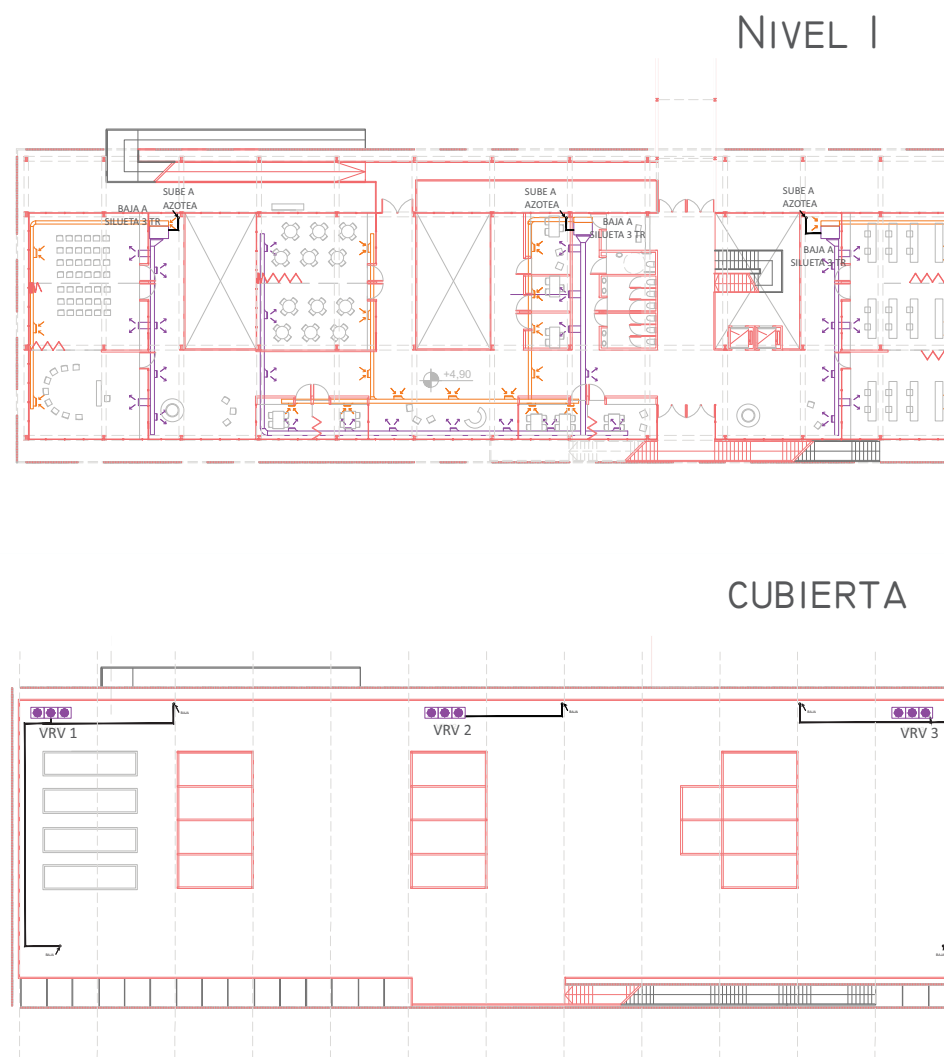 NIVEL I
SUBE A
AZOTEA
BAJA A
SILUETA 3 TR
SUBE A
AZOTEA
BAJA A
SILUETA 3 TR
SUBE A
AZOTEA
BAJA A
SILUETA 3 TR
+4,90
CUBIERTA
VRV 1
VRV 2
VRV 3